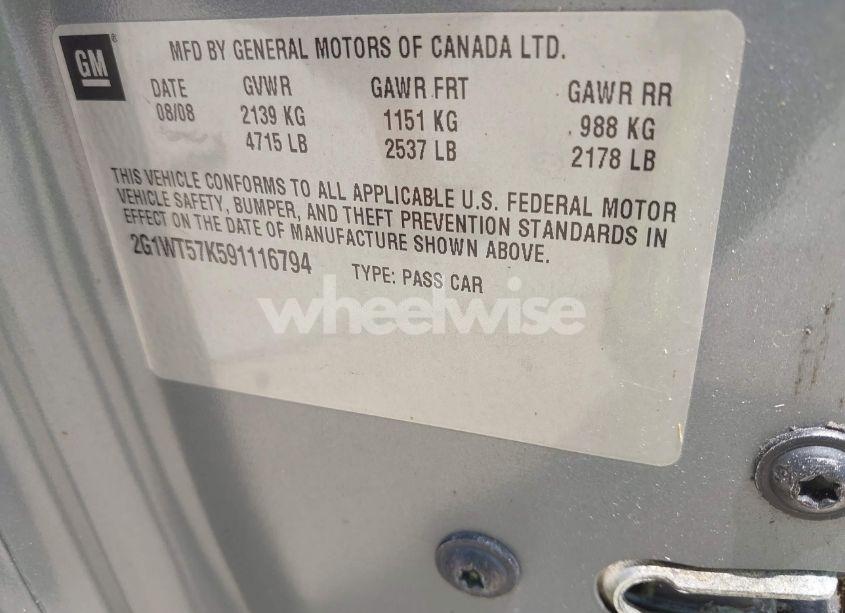 GM
MFD BY GENERAL MOTORS OF CANADA LTD.
DATE GVWR GAWR FRT GAWR RR
08/08 2139 KG 1151 KG 988 KG
4715 LB 2537 LB 2178 LB
THIS VEHICLE CONFORMS TO ALL APPLICABLE U.S. FEDERAL MOTOR
VEHICLE SAFETY, BUMPER, AND THEFT PREVENTION STANDARDS IN
EFFECT ON THE DATE OF MANUFACTURE SHOWN ABOVE.
2G1WT57K591116794 TYPE: PASS CAR
wheelwise